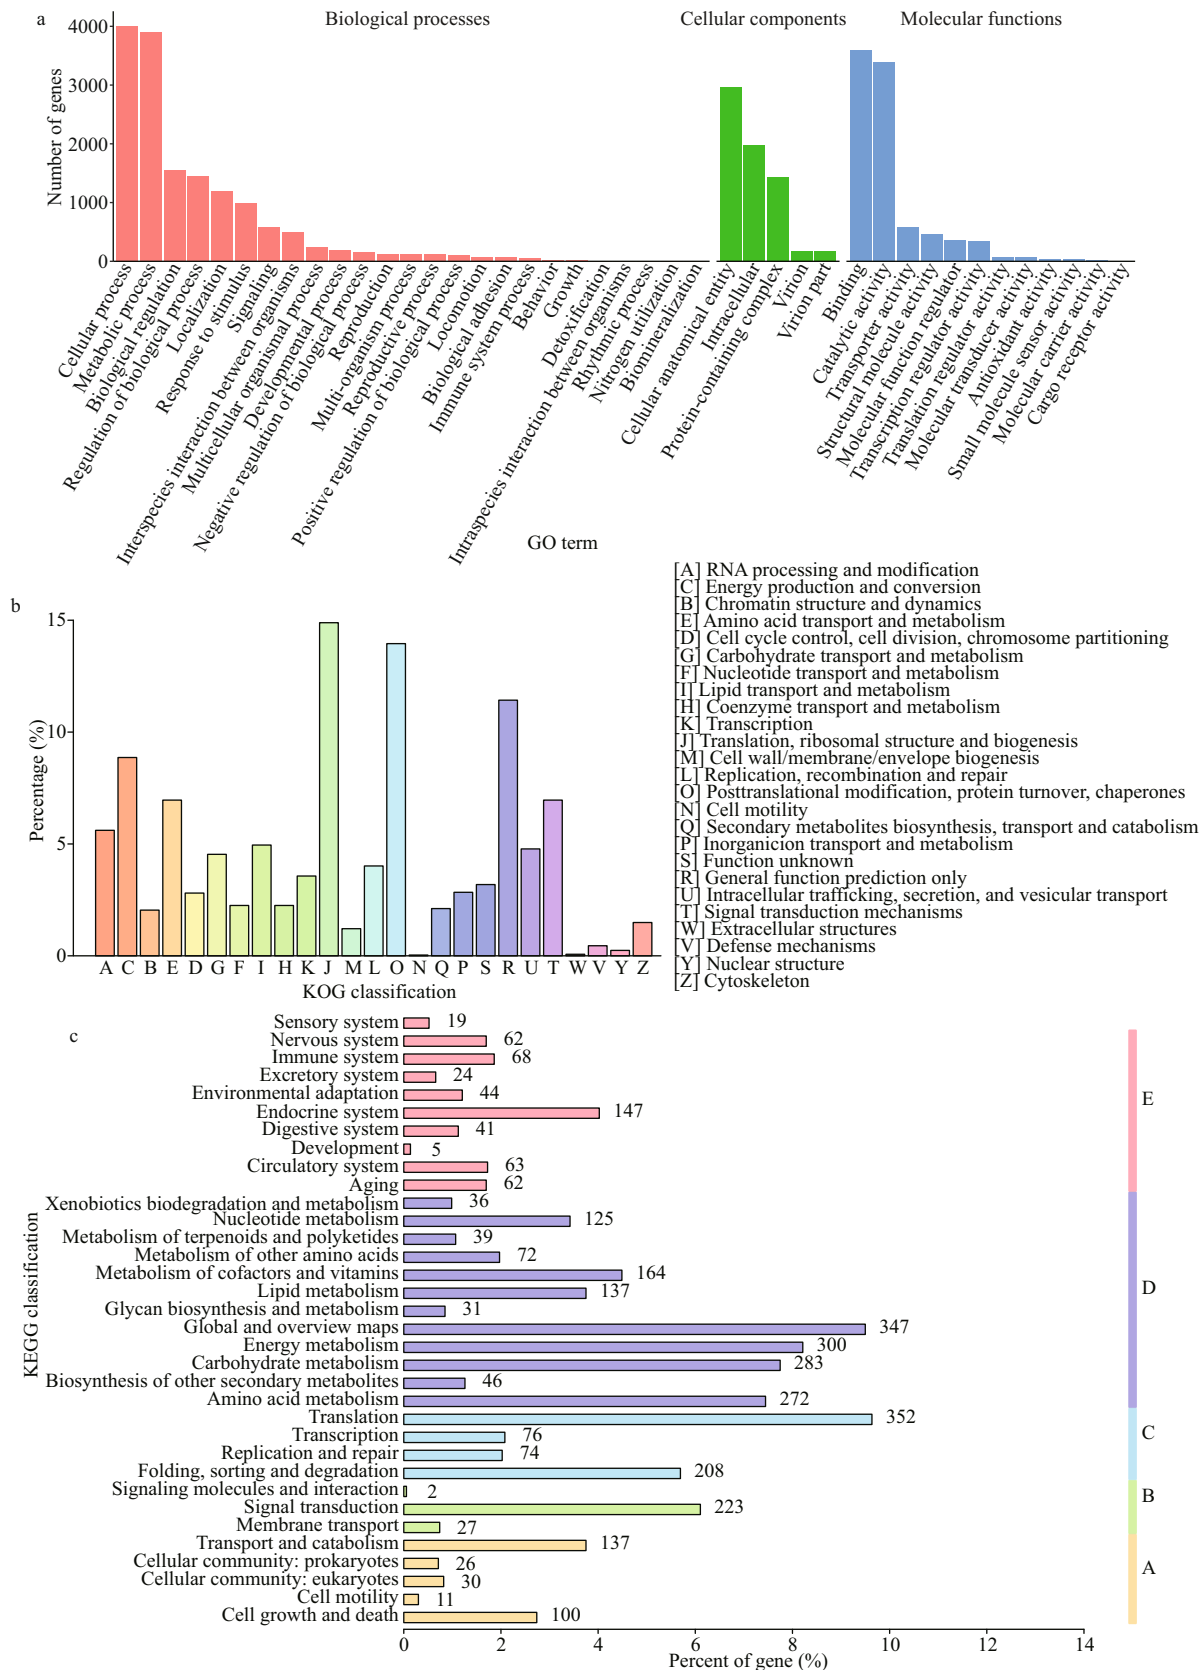 a
Biological processes
Cellular components
Molecular functions
Number of genes
4000
3000
2000
1000
0
Cellular process
Metabolic process
Biological regulation
Regulation of biological process
Localization
Response to stimulus
Signaling
Interspecies interaction between organisms
Multicellular organismal process
Developmental process
Negative regulation of biological process
Reproduction
Multi-organism process
Reproductive process
Positive regulation of biological process
Locomotion
Biological adhesion
Immune system process
Behavior
Growth
Detoxification
Intraspecies interaction between organisms
Rhythmic process
Nitrogen utilization
Biomineralization
Cellular anatomical entity
Intracellular
Protein-containing complex
Virion
Virion part
Binding
Catalytic activity
Transporter activity
Structural molecule activity
Molecular function regulator
Transcription regulator activity
Translation regulator activity
Molecular transducer activity
Antioxidant activity
Small molecule sensor activity
Molecular carrier activity
Cargo receptor activity
GO term
b
Percentage (%)
15
10
5
0
A C B E D G F I H K J M L O N Q P S R U T W V Y Z
KOG classification
[A] RNA processing and modification
[C] Energy production and conversion
[B] Chromatin structure and dynamics
[E] Amino acid transport and metabolism
[D] Cell cycle control, cell division, chromosome partitioning
[G] Carbohydrate transport and metabolism
[F] Nucleotide transport and metabolism
[I] Lipid transport and metabolism
[H] Coenzyme transport and metabolism
[K] Transcription
[J] Translation, ribosomal structure and biogenesis
[M] Cell wall/membrane/envelope biogenesis
[L] Replication, recombination and repair
[O] Posttranslational modification, protein turnover, chaperones
[N] Cell motility
[Q] Secondary metabolites biosynthesis, transport and catabolism
[P] Inorganicion transport and metabolism
[S] Function unknown
[R] General function prediction only
[U] Intracellular trafficking, secretion, and vesicular transport
[T] Signal transduction mechanisms
[W] Extracellular structures
[V] Defense mechanisms
[Y] Nuclear structure
[Z] Cytoskeleton
c
KEGG classification
Sensory system 19
Nervous system 62
Immune system 68
Excretory system 24
Environmental adaptation 44
Endocrine system 147
Digestive system 41
Development 5
Circulatory system 63
Aging 62
Xenobiotics biodegradation and metabolism 36
Nucleotide metabolism 125
Metabolism of terpenoids and polyketides 39
Metabolism of other amino acids 72
Metabolism of cofactors and vitamins 164
Lipid metabolism 137
Glycan biosynthesis and metabolism 31
Global and overview maps 347
Energy metabolism 300
Carbohydrate metabolism 283
Biosynthesis of other secondary metabolites 46
Amino acid metabolism 272
Translation 352
Transcription 76
Replication and repair 74
Folding, sorting and degradation 208
Signaling molecules and interaction 2
Signal transduction 223
Membrane transport 27
Transport and catabolism 137
Cellular community: prokaryotes 26
Cellular community: eukaryotes 30
Cell motility 11
Cell growth and death 100
E
D
C
B
A
0 2 4 6 8 10 12 14
Percent of gene (%)